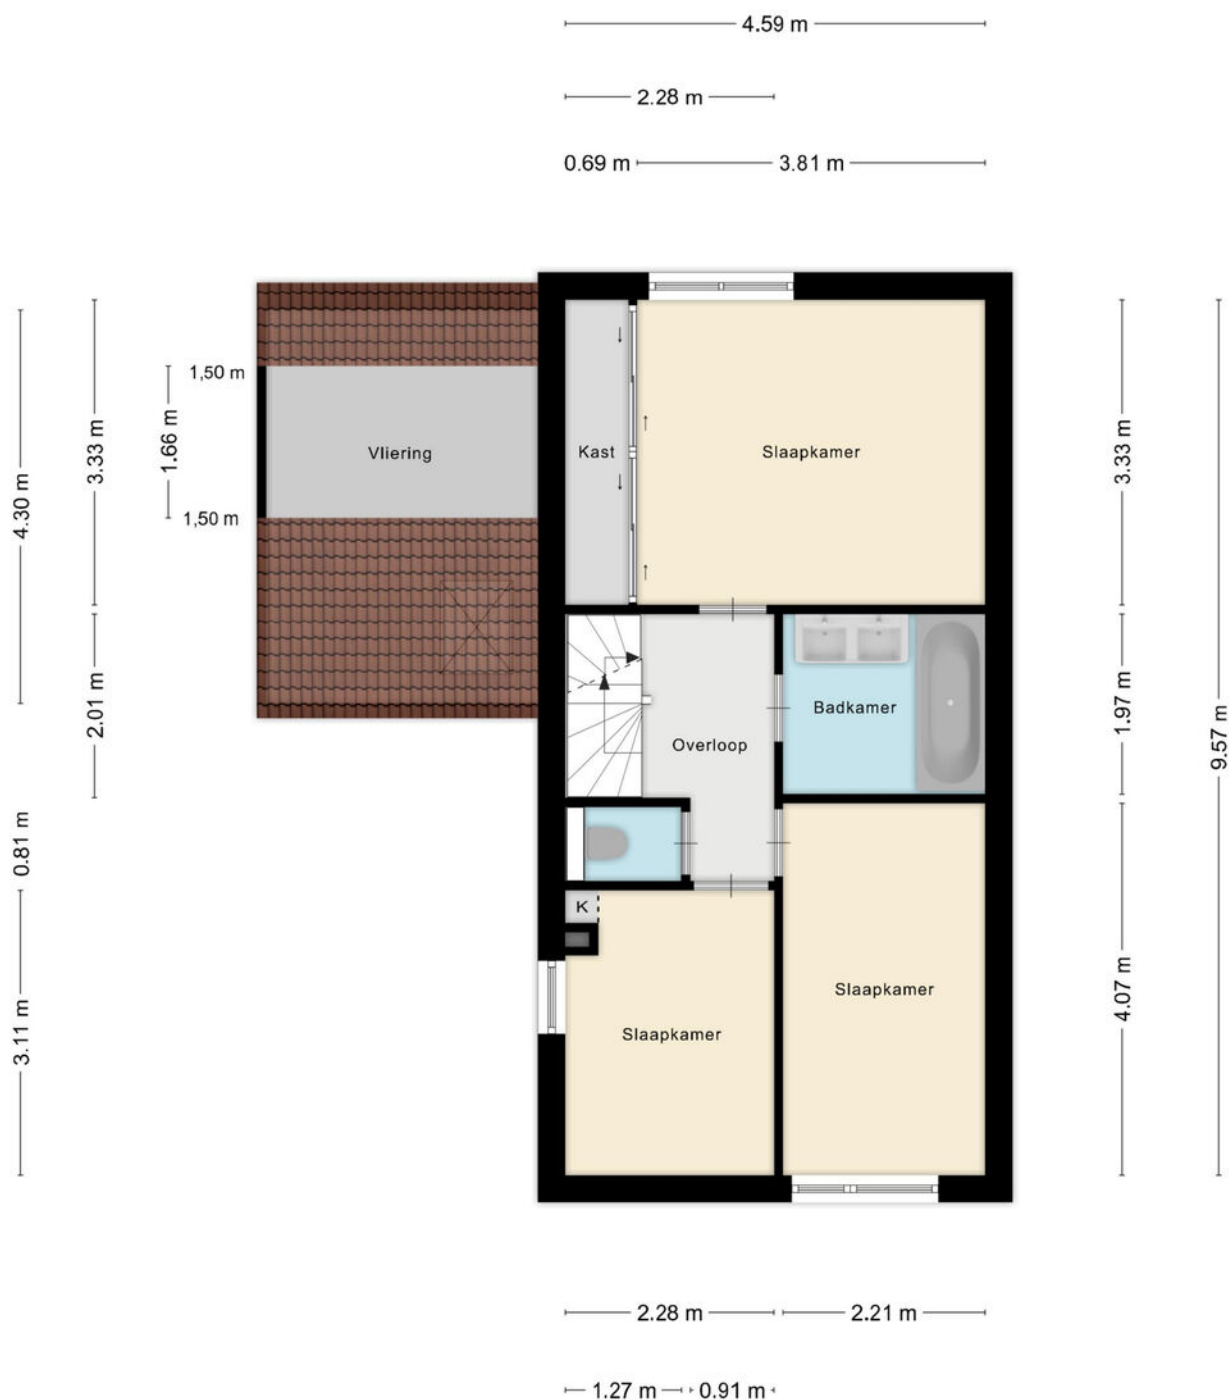 4.59 m
2.28 m
0.69 m
3.81 m
1,50 m
1.66 m
1,50 m
3.33 m
4.30 m
2.01 m
0.81 m
3.11 m
Vliering
Kast
Slaapkamer
Overloop
Badkamer
K
Slaapkamer
Slaapkamer
3.33 m
1.97 m
9.57 m
4.07 m
2.28 m
2.21 m
1.27 m
0.91 m